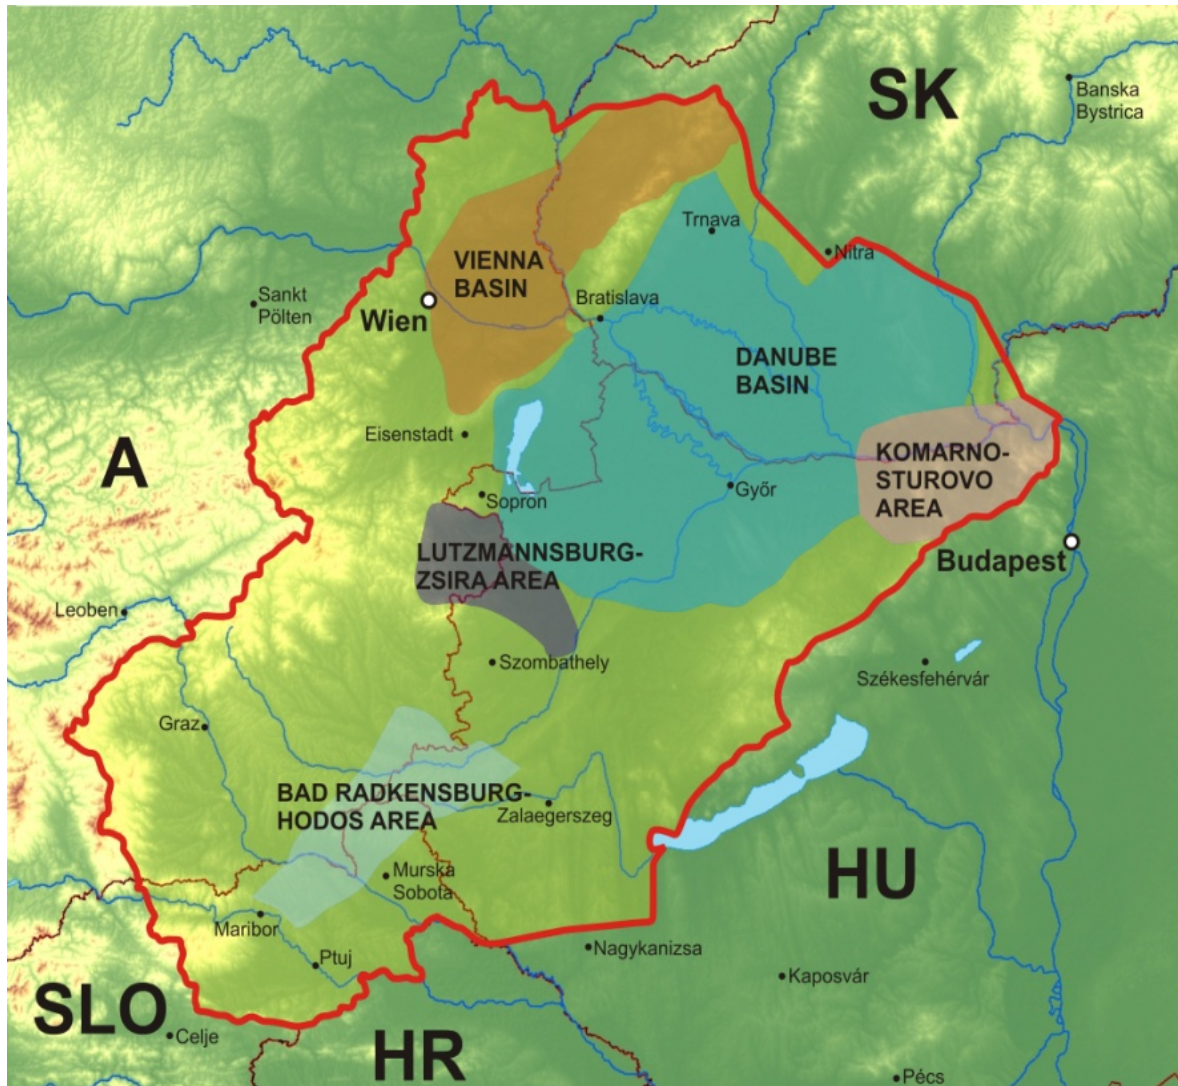 SK
Banska
Bystrica
Trnava
Nitra
VIENNA
BASIN
Sankt
Pölten
Wien
Bratislava
DANUBE
BASIN
A
Eisenstadt
KOMARNO-
STUROVO
AREA
Győr
Sopron
LUTZMANNSBURG-
ZSIRA AREA
Budapest
Leoben
Szombathely
Székesfehérvár
Graz
BAD RADKENSBURG-
HODOS AREA
Zalaegerszeg
HU
Murska
Sobota
Maribor
Ptuj
Nagykanizsa
Kaposvár
SLO
Celje
HR
Pécs